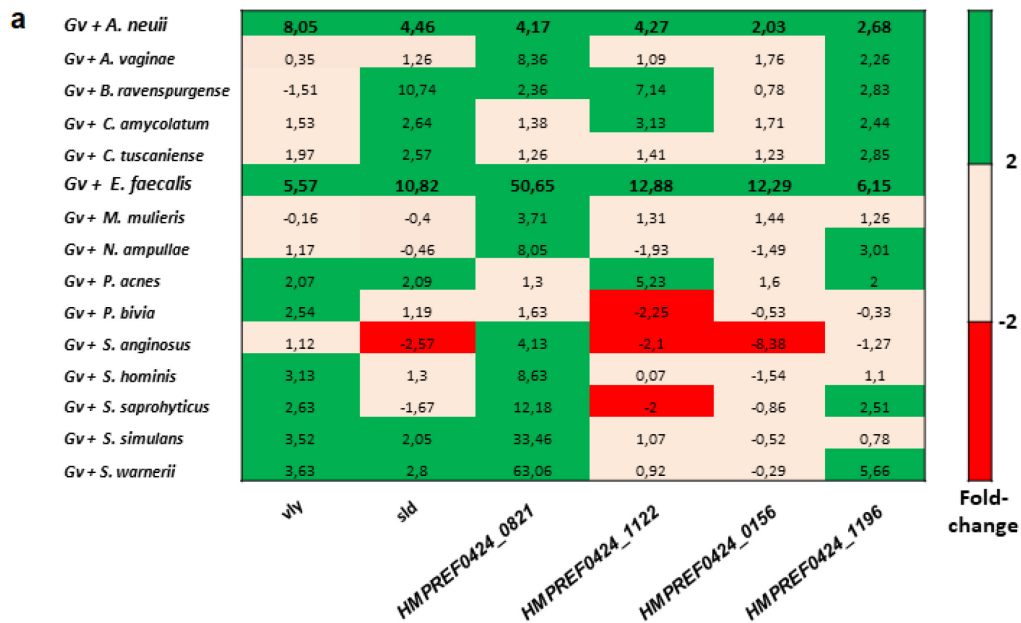 a
Gv + A. neuii 8,05 4,46 4,17 4,27 2,03 2,68
Gv + A. vaginae 0,35 1,26 8,36 1,09 1,76 2,26
Gv + B. ravenspurgense -1,51 10,74 2,36 7,14 0,78 2,83
Gv + C. amycolatum 1,53 2,64 1,38 3,13 1,71 2,44
Gv + C. tuscaniense 1,97 2,57 1,26 1,41 1,23 2,85
Gv + E. faecalis 5,57 10,82 50,65 12,88 12,29 6,15
Gv + M. mulieris -0,16 -0,4 3,71 1,31 1,44 1,26
Gv + N. ampullae 1,17 -0,46 8,05 -1,93 -1,49 3,01
Gv + P. acnes 2,07 2,09 1,3 5,23 1,6 2
Gv + P. bivia 2,54 1,19 1,63 -2,25 -0,53 -0,33
Gv + S. anginosus 1,12 -2,57 4,13 -2,1 -8,38 -1,27
Gv + S. hominis 3,13 1,3 8,63 0,07 -1,54 1,1
Gv + S. saprohyticus 2,63 -1,67 12,18 -2 -0,86 2,51
Gv + S. simulans 3,52 2,05 33,46 1,07 -0,52 0,78
Gv + S. warnerii 3,63 2,8 63,06 0,92 -0,29 5,66
vly sld HMPREF0424_0821 HMPREF0424_1122 HMPREF0424_0156 HMPREF0424_1196
2
-2
Fold-
change